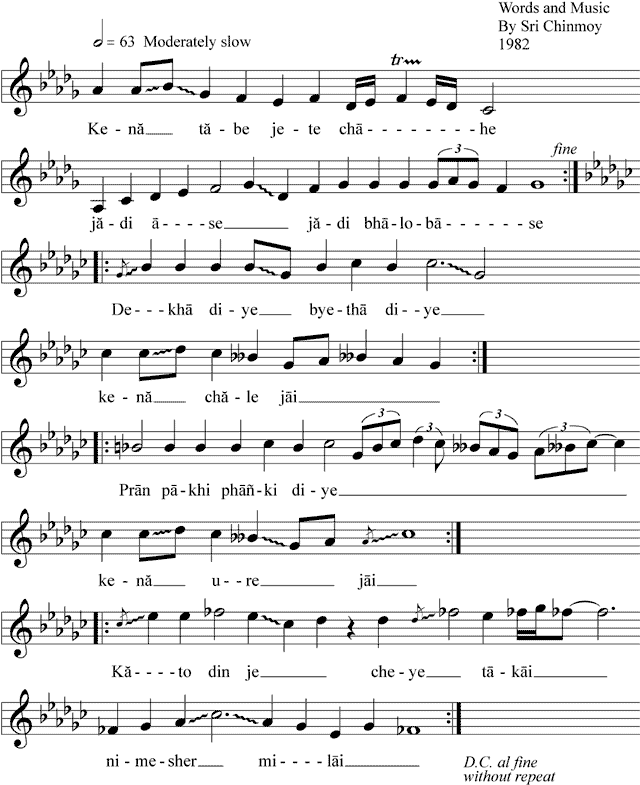 Words and Music
By Sri Chinmoy
1982
= 63 Moderately slow
Ke - nă tă - be je - te chā - - - - - - - - he
fine
jă - di ā - - - se jă - di bhā - lo - bā - - - - - - se
De - - - khā di - ye bye - thā di - ye
ke - nă chă - le jāi
Prān pā - khi phāñ - ki di - ye
ke - nă u - - re jāi
Kă - - - - to din je che - ye tā - kāi
ni - me - sher mi - - - - lāi
D.C. al fine
without repeat